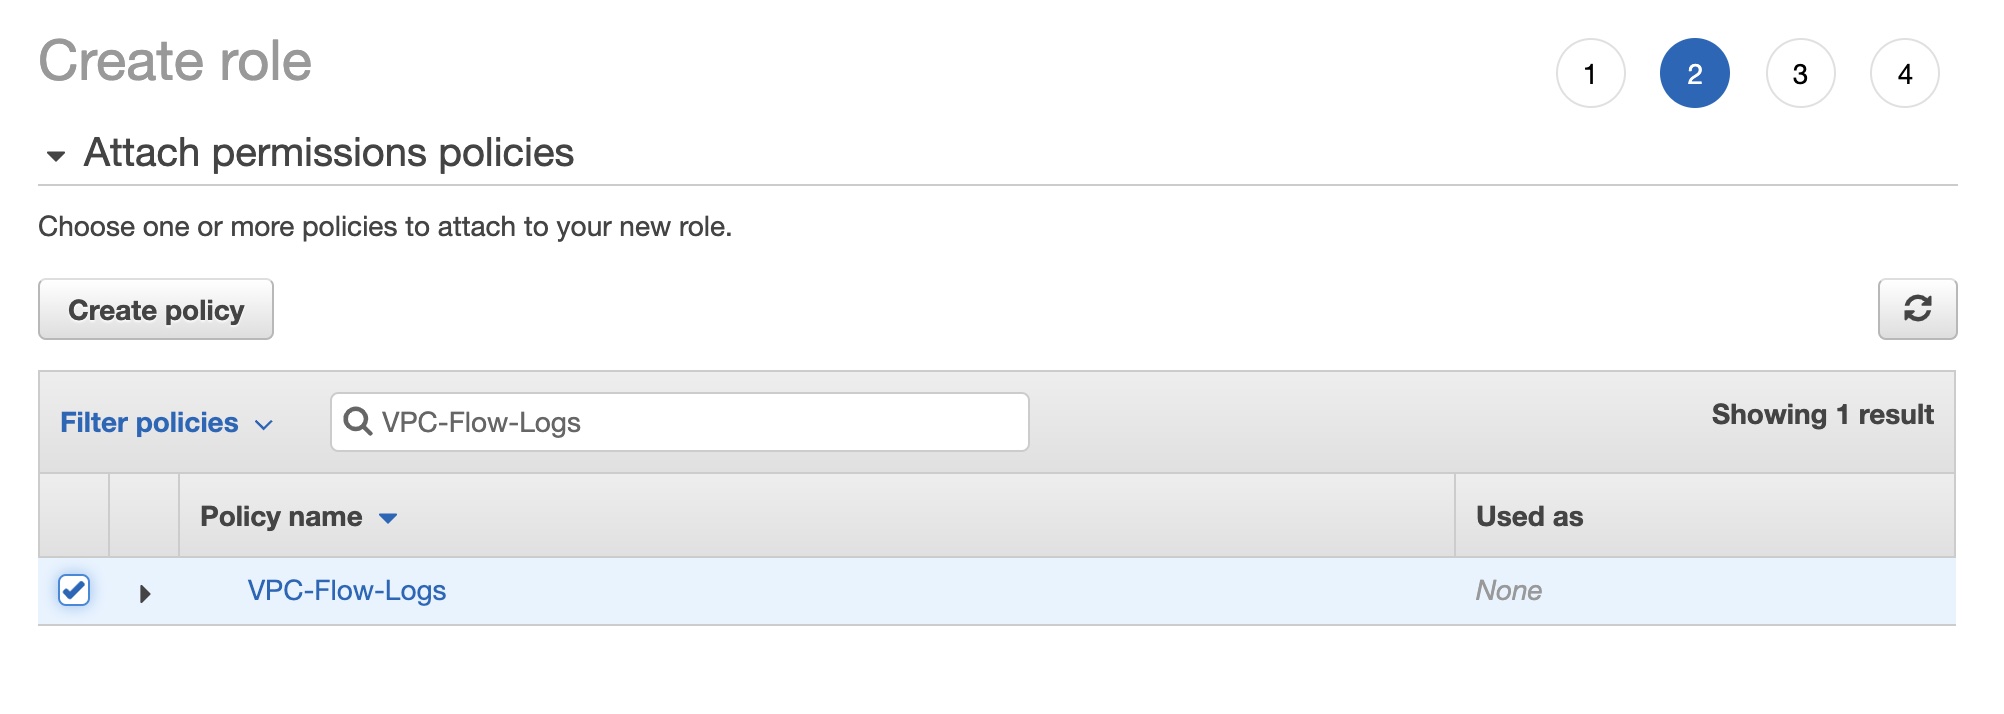 Create role
1 2 3 4
Attach permissions policies
Choose one or more policies to attach to your new role.
Create policy
Filter policies VPC-Flow-Logs Showing 1 result
Policy name Used as
VPC-Flow-Logs None